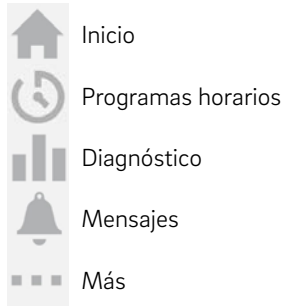 Inicio
Programas horarios
Diagnóstico
Mensajes
Más